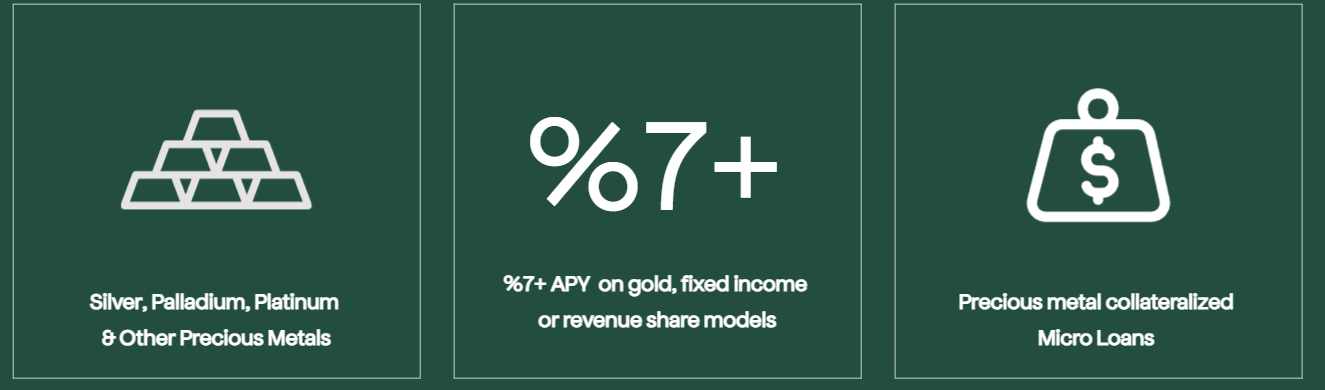 Silver, Palladium, Platinum
& Other Precious Metals
%7+
%7+ APY on gold, fixed income
or revenue share models
$
Precious metal collateralized
Micro Loans